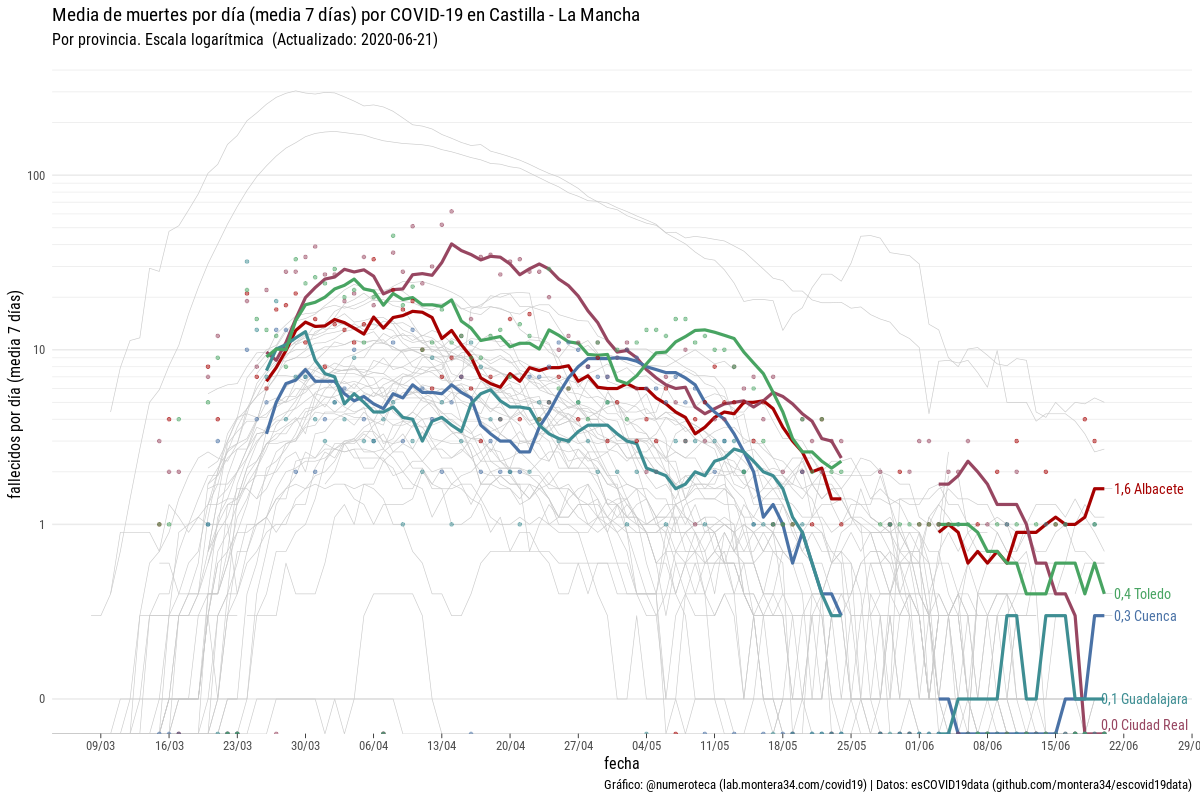 Media de muertes por día (media 7 días) por COVID-19 en Castilla - La Mancha
Por provincia. Escala logarítmica  (Actualizado: 2020-06-21)
fallecidos por día (media 7 días)
100
10
1
0
1,6 Albacete
0,4 Toledo
0,3 Cuenca
0,1 Guadalajara
0,0 Ciudad Real
09/03 16/03 23/03 30/03 06/04 13/04 20/04 27/04 04/05 11/05 18/05 25/05 01/06 08/06 15/06 22/06 29/0
fecha
Gráfico: @numeroteca (lab.montera34.com/covid19) | Datos: esCOVID19data (github.com/montera34/escovid19data)